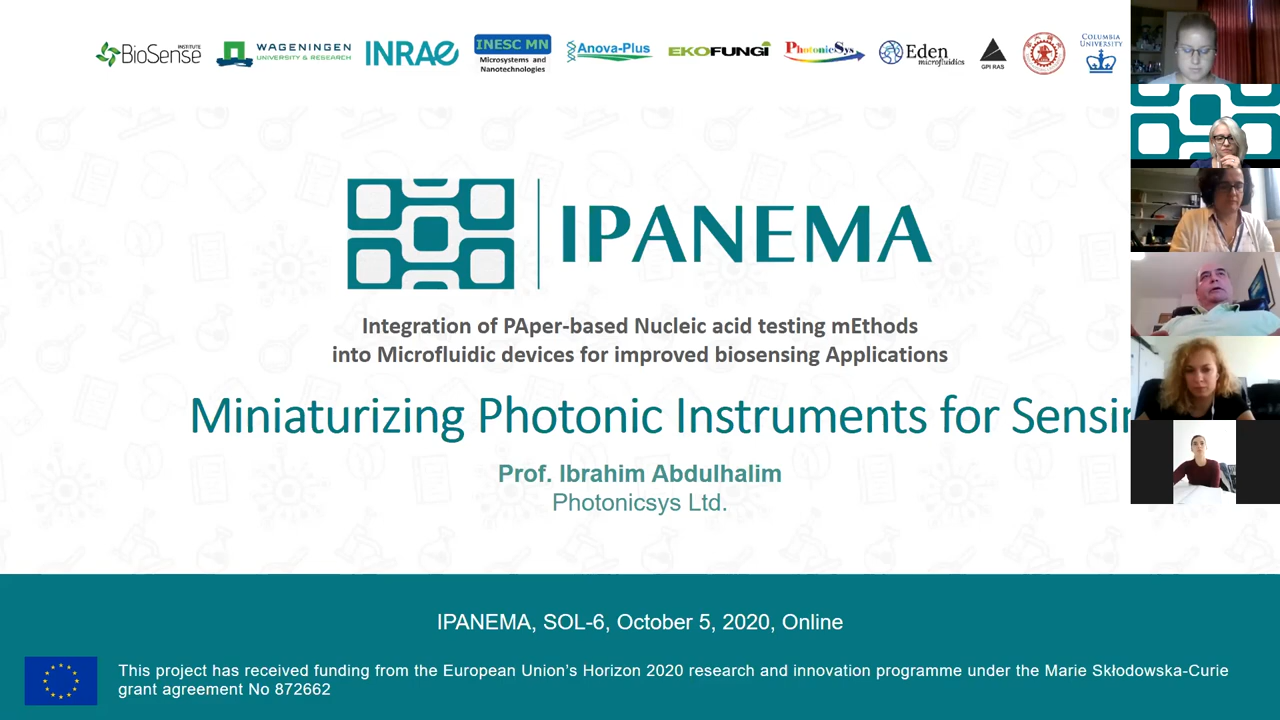 BioSense
INSTITUTE
WAGENINGEN
UNIVERSITY & RESEARCH
INRAE
INESC MN
Microsystems and
Nanotechnologies
Anova-Plus
EKOFUNGI
PhotonicSys
Eden
microfluidics
GPI RAS
COLUMBIA
UNIVERSITY
IPANEMA
Integration of PAper-based Nucleic acid testing mEthods
into Microfluidic devices for improved biosensing Applications
Miniaturizing Photonic Instruments for Sensin
Prof. Ibrahim Abdulhalim
Photonicsys Ltd.
IPANEMA, SOL-6, October 5, 2020, Online
This project has received funding from the European Union's Horizon 2020 research and innovation programme under the Marie Skłodowska-Curie
grant agreement No 872662